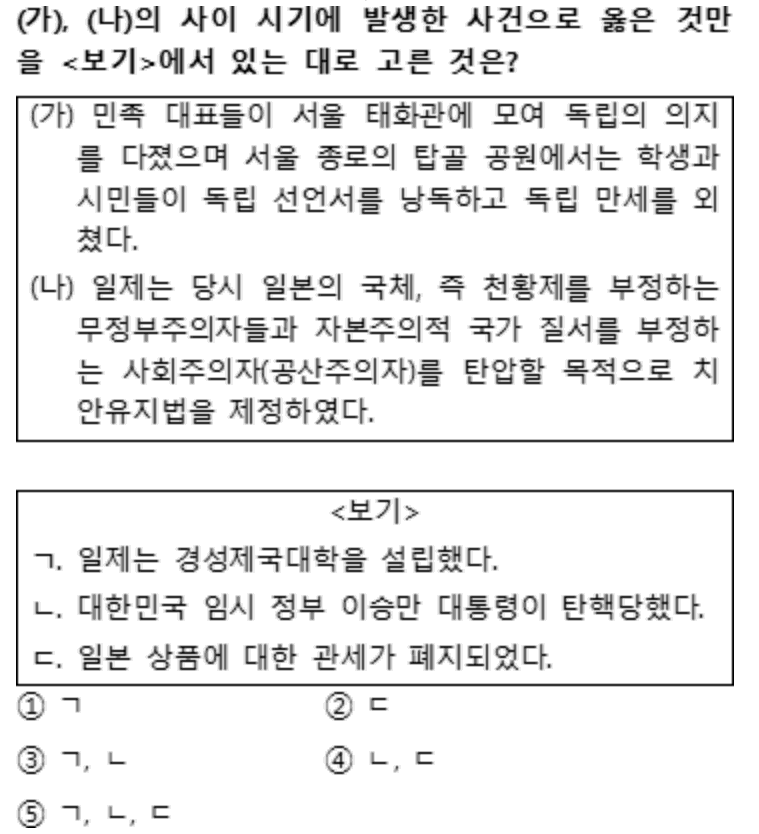 (가), (나)의 사이 시기에 발생한 사건으로 옳은 것만
을 <보기>에서 있는 대로 고른 것은?
(가) 민족 대표들이 서울 태화관에 모여 독립의 의지
를 다졌으며 서울 종로의 탑골 공원에서는 학생과
시민들이 독립 선언서를 낭독하고 독립 만세를 외
쳤다.
(나) 일제는 당시 일본의 국체, 즉 천황제를 부정하는
무정부주의자들과 자본주의적 국가 질서를 부정하
는 사회주의자(공산주의자)를 탄압할 목적으로 치
안유지법을 제정하였다.
<보기>
ㄱ. 일제는 경성제국대학을 설립했다.
ㄴ. 대한민국 임시 정부 이승만 대통령이 탄핵당했다.
ㄷ. 일본 상품에 대한 관세가 폐지되었다.
① ㄱ ② ㄷ
③ ㄱ, ㄴ ④ ㄴ, ㄷ
⑤ ㄱ, ㄴ, ㄷ